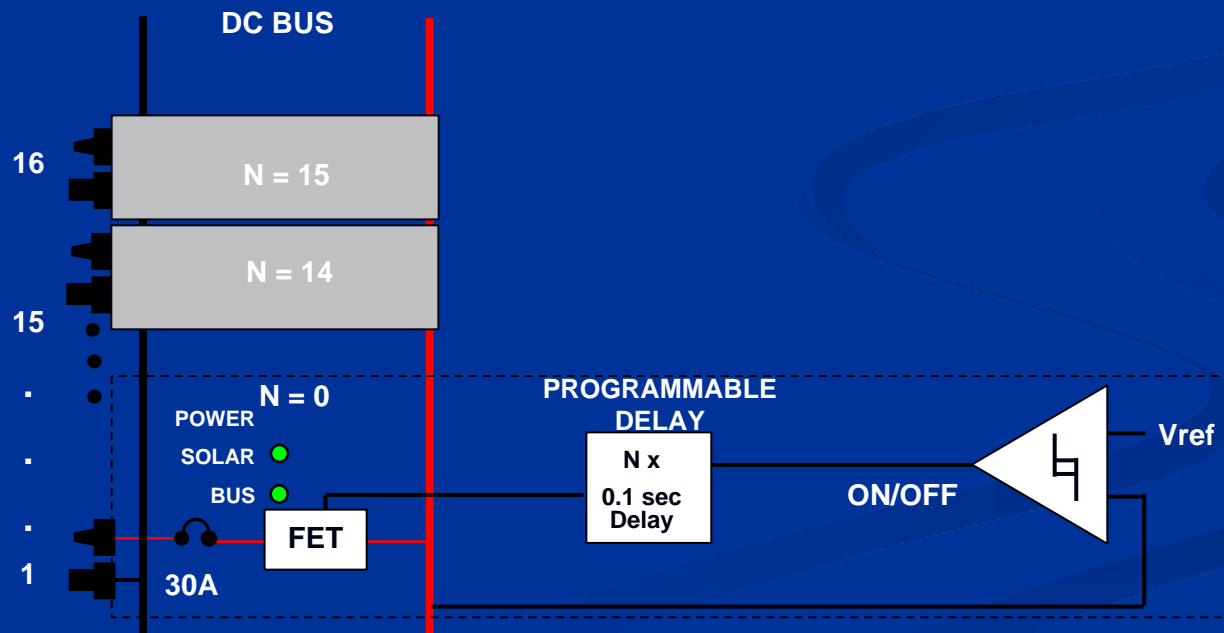 DC BUS
16
N = 15
N = 14
15
.
N = 0
PROGRAMMABLE
DELAY
POWER
SOLAR
BUS
.
.
N x
0.1 sec
Delay
Vref
ON/OFF
FET
1
30A